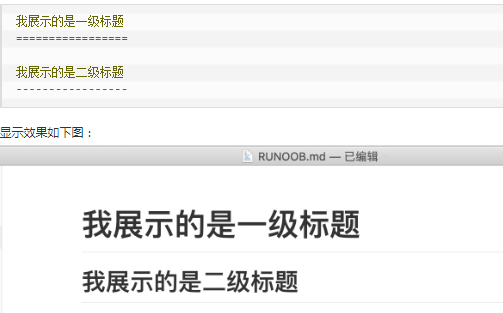 我展示的是一级标题
=================
我展示的是二级标题
-----------------
显示效果如下图：
RUNOOB.md — 已编辑
我展示的是一级标题
我展示的是二级标题